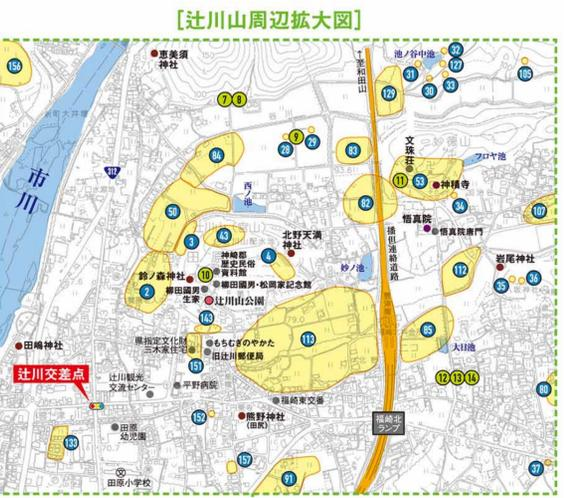 [辻川山周辺拡大図]
156
恵美須
神社
↑至和田山
池ノ谷中池
32
31
127
30
33
105
129
7 8
9
28
29
84
83
文珠荘
フロヤ池
11
53
神積寺
市川
312
西ノ池
50
82
34
107
悟真院
悟真院唐門
43
3
北野天満
神社
4
播但連絡道路
神崎郡
歴史民俗
資料館
10
鈴ノ森神社
柳田國男・松岡家記念館
柳田國男
生家
辻川山公園
2
妙ノ池
112
岩尾神社
35
36
143
113
85
大日池
田嶋神社
県指定文化財
三木家住宅
もちむぎのやかた
旧辻川郵便局
151
辻川交差点
辻川観光
交流センター
平野病院
12 13 14
80
福崎東交番
152
熊野神社
(田尻)
福崎北
ランプ
133
田原
幼児園
157
田原小学校
91
37